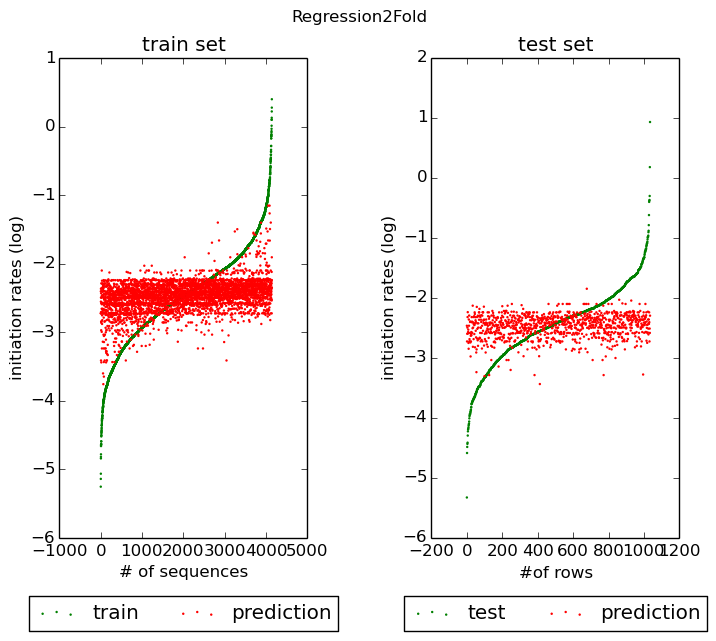 Regression2Fold
train set
test set
initiation rates (log)
1
0
−1
−2
−3
−4
−5
−6
−1000
0
1000
2000
3000
4000
5000
# of sequences
initiation rates (log)
2
1
0
−1
−2
−3
−4
−5
−6
−200
0
200
400
600
800
1000
1200
#of rows
train
prediction
test
prediction